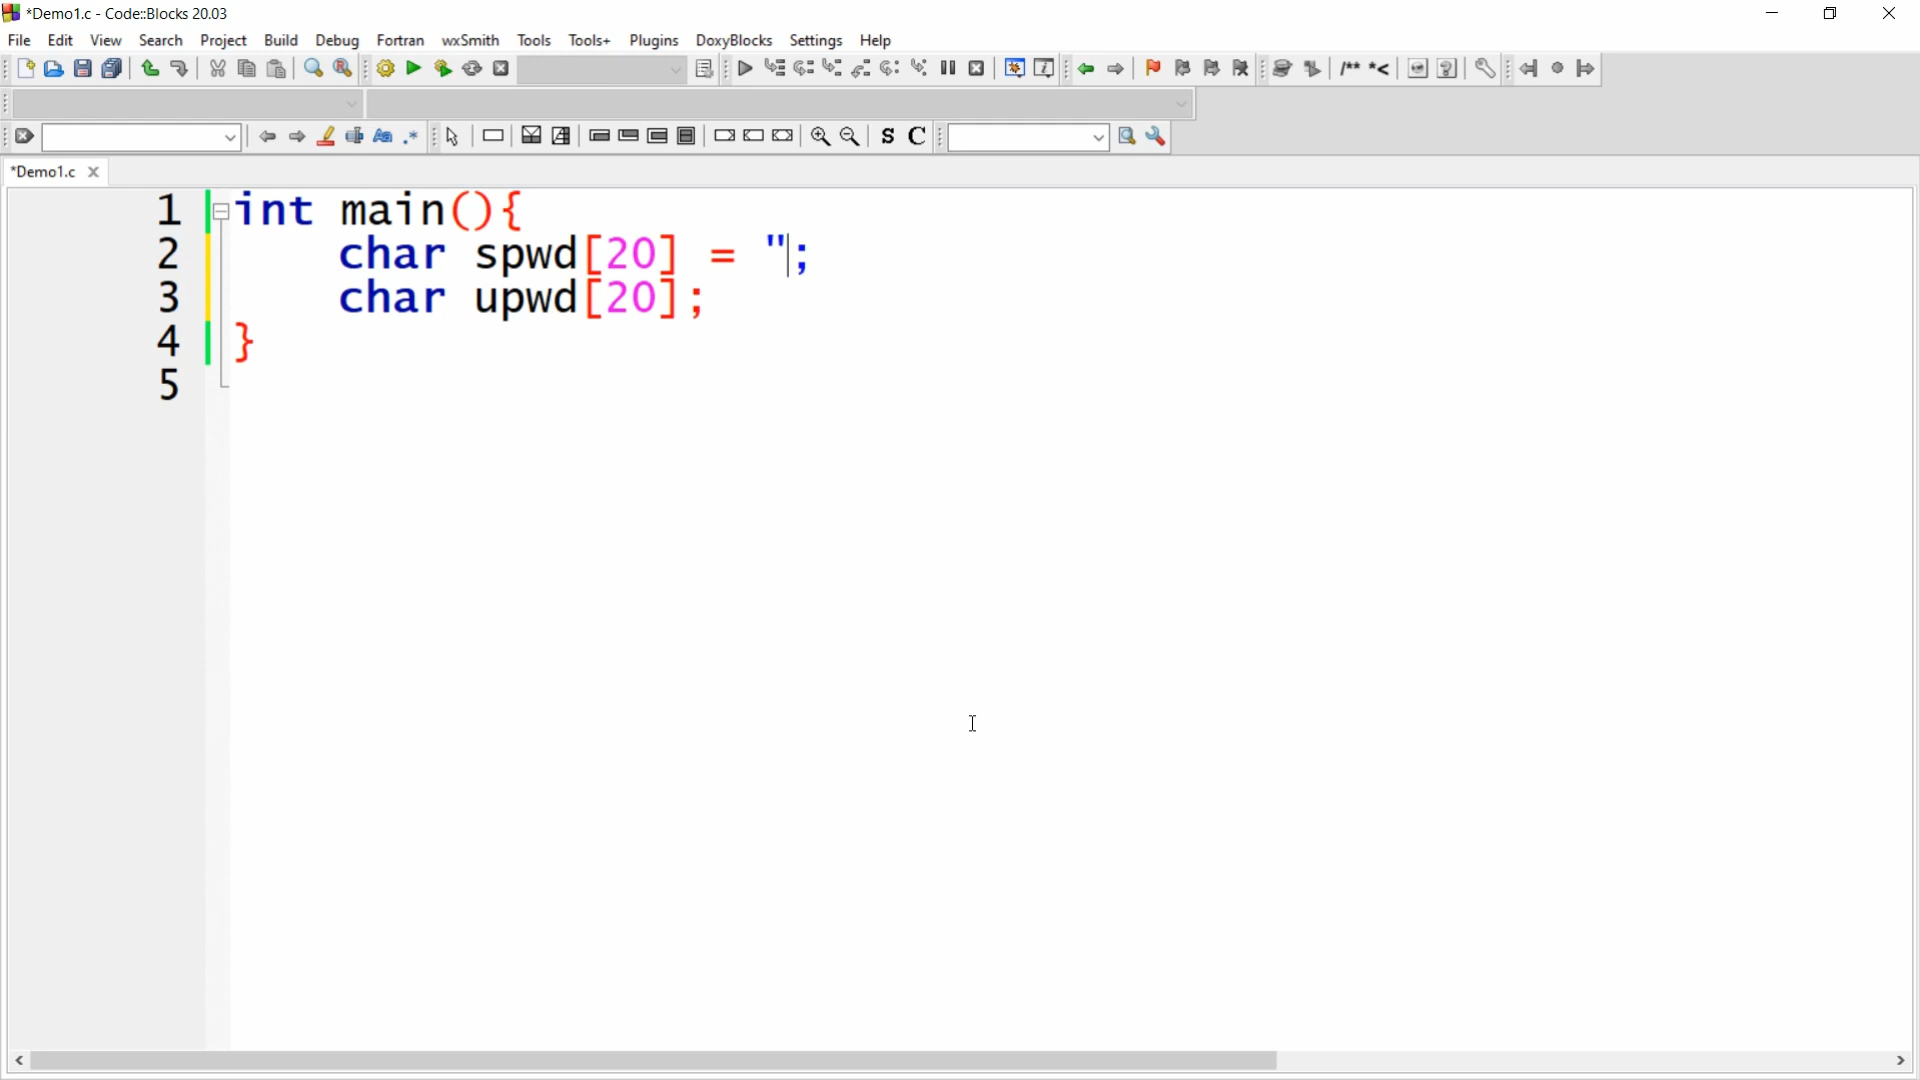 *Demo1.c - Code::Blocks 20.03
File Edit View Search Project Build Debug Fortran wxSmith Tools Tools+ Plugins DoxyBlocks Settings Help
/** *<
S C
*Demo1.c
1 int main(){
2 char spwd[20] = ";
3 char upwd[20];
4 }
5